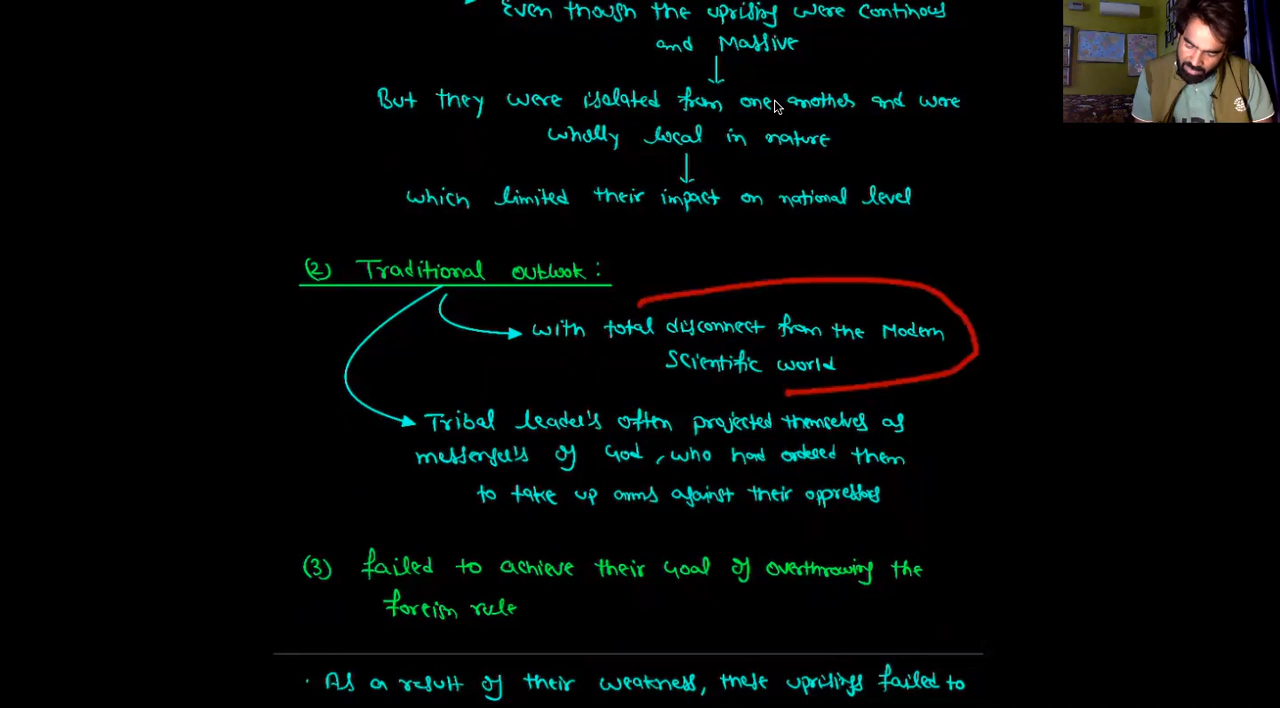 Even though the uprising were continous
and Massive
But they were isolated from one another and were
wholly local in nature
which limited their impact on national level
(2) Traditional outlook :
with total disconnect from the Modern
Scientific world
Tribal leader's often projected themselves as
messenger's of God, who had ordered them
to take up arms against their oppressors
(3) failed to achieve their Goal of overthrowing the
foreign rule
· As a result of their weakness, these uprisings failed to